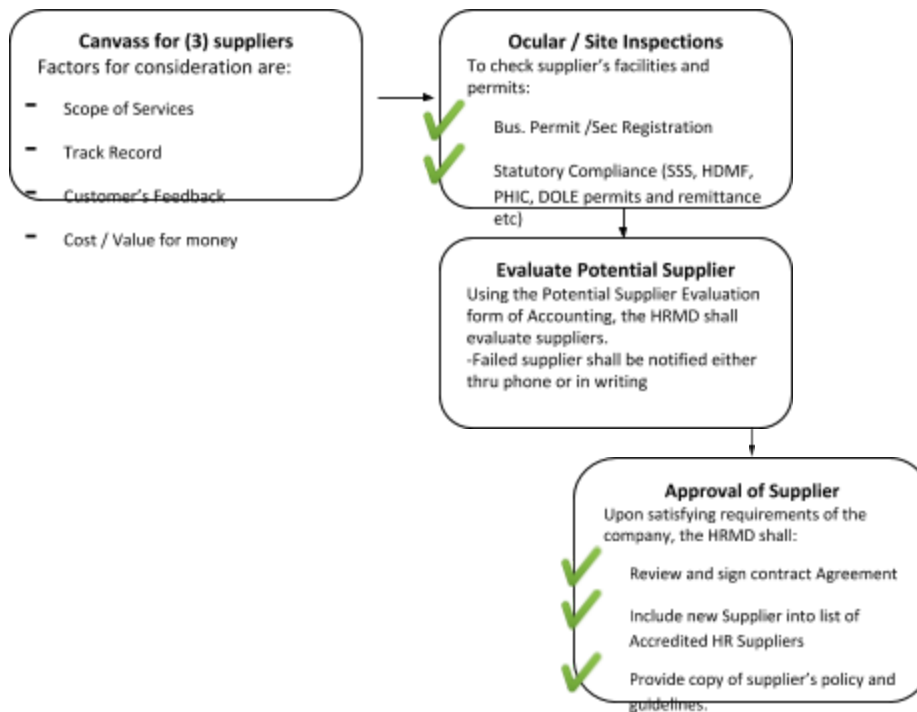 Canvass for (3) suppliers
Factors for consideration are:
- Scope of Services
- Track Record
- Customer's Feedback
- Cost / Value for money
Ocular / Site Inspections
To check supplier's facilities and
permits:
Bus. Permit /Sec Registration
Statutory Compliance (SSS, HDMF,
PHIC, DOLE permits and remittance
etc)
Evaluate Potential Supplier
Using the Potential Supplier Evaluation
form of Accounting, the HRMD shall
evaluate suppliers.
-Failed supplier shall be notified either
thru phone or in writing
Approval of Supplier
Upon satisfying requirements of the
company, the HRMD shall:
Review and sign contract Agreement
Include new Supplier into list of
Accredited HR Suppliers
Provide copy of supplier's policy and
guidelines.